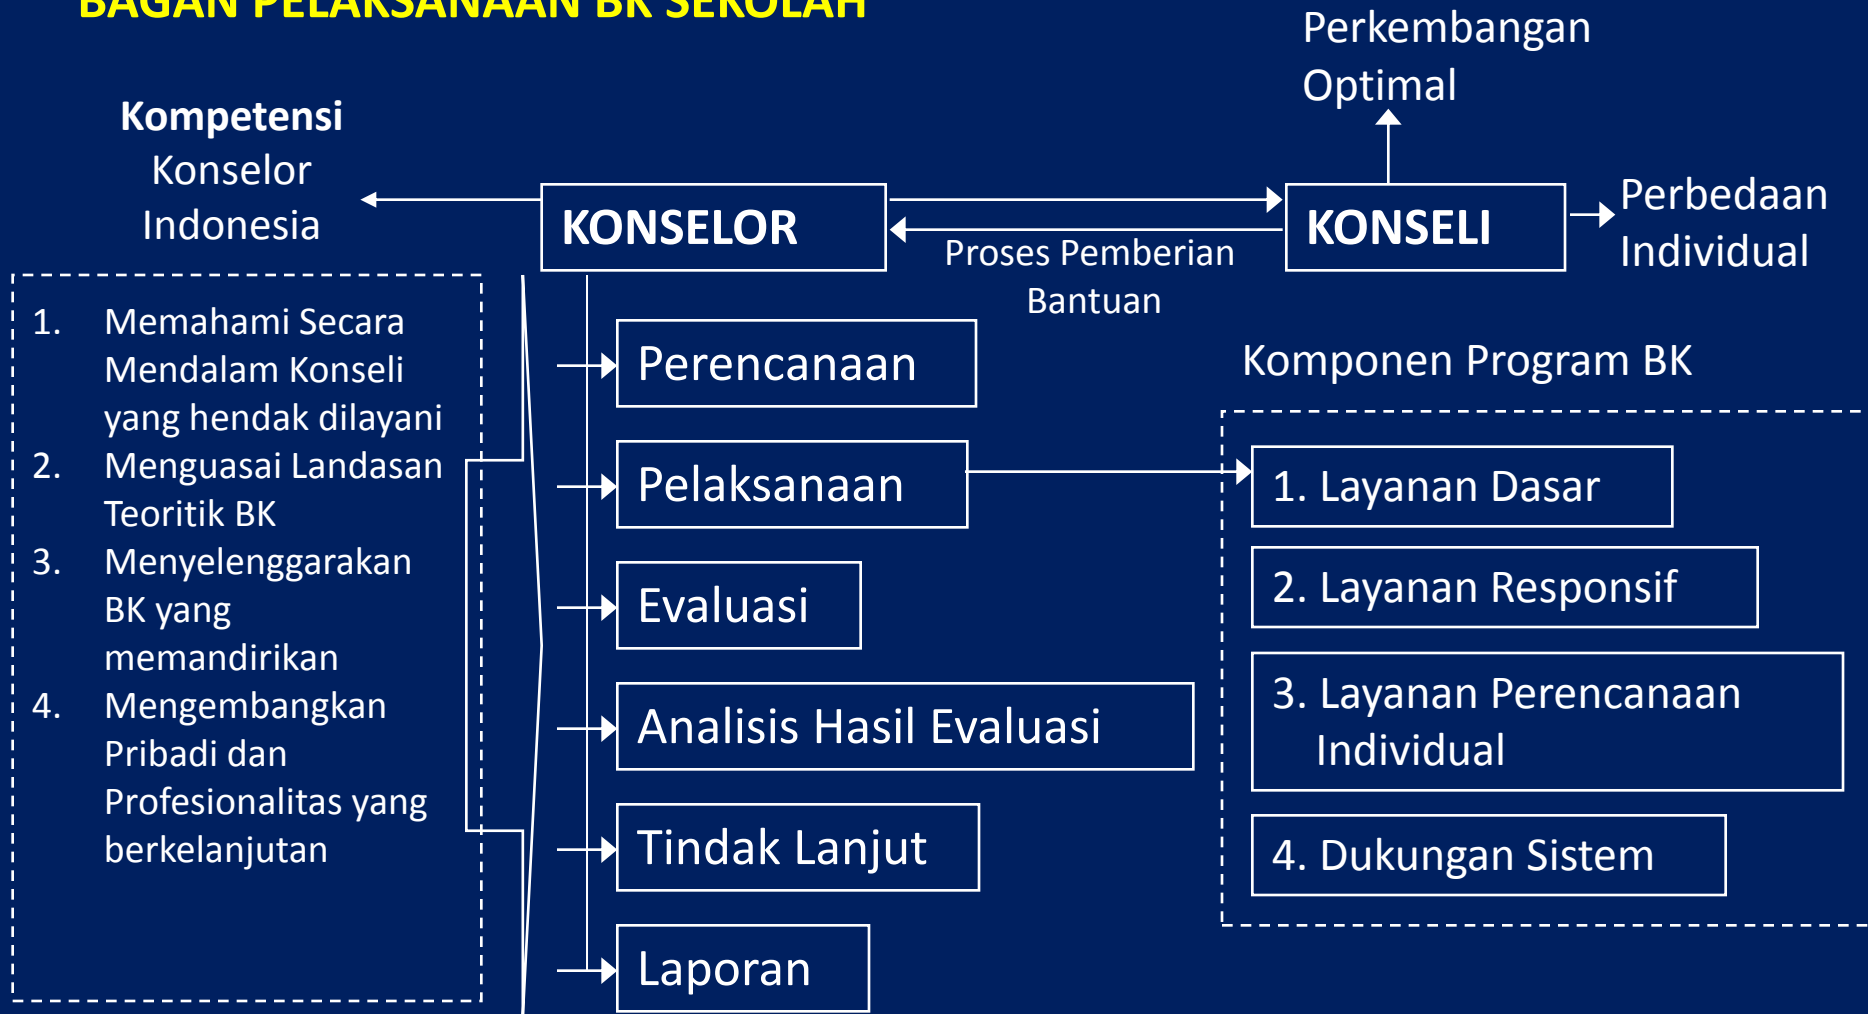 BAGAN PELAKSANAAN BK SEKOLAH
Perkembangan
Optimal
Kompetensi
Konselor
Indonesia
KONSELOR
KONSELI
Perbedaan
Individual
Proses Pemberian
Bantuan
1. Memahami Secara
Mendalam Konseli
yang hendak dilayani
2. Menguasai Landasan
Teoritik BK
3. Menyelenggarakan
BK yang
memandirikan
4. Mengembangkan
Pribadi dan
Profesionalitas yang
berkelanjutan
Perencanaan
Pelaksanaan
Evaluasi
Analisis Hasil Evaluasi
Tindak Lanjut
Laporan
Komponen Program BK
1. Layanan Dasar
2. Layanan Responsif
3. Layanan Perencanaan
Individual
4. Dukungan Sistem